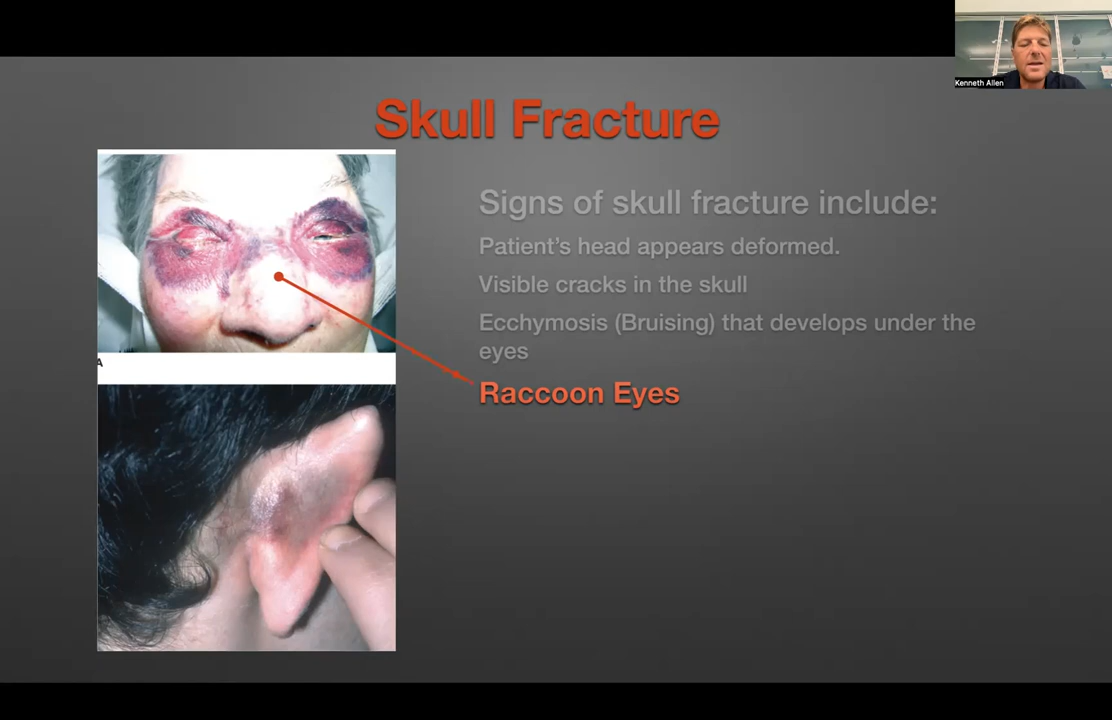 Kenneth Allen
Skull Fracture
Signs of skull fracture include:
Patient's head appears deformed.
Visible cracks in the skull
Ecchymosis (Bruising) that develops under the
eyes
Raccoon Eyes
A